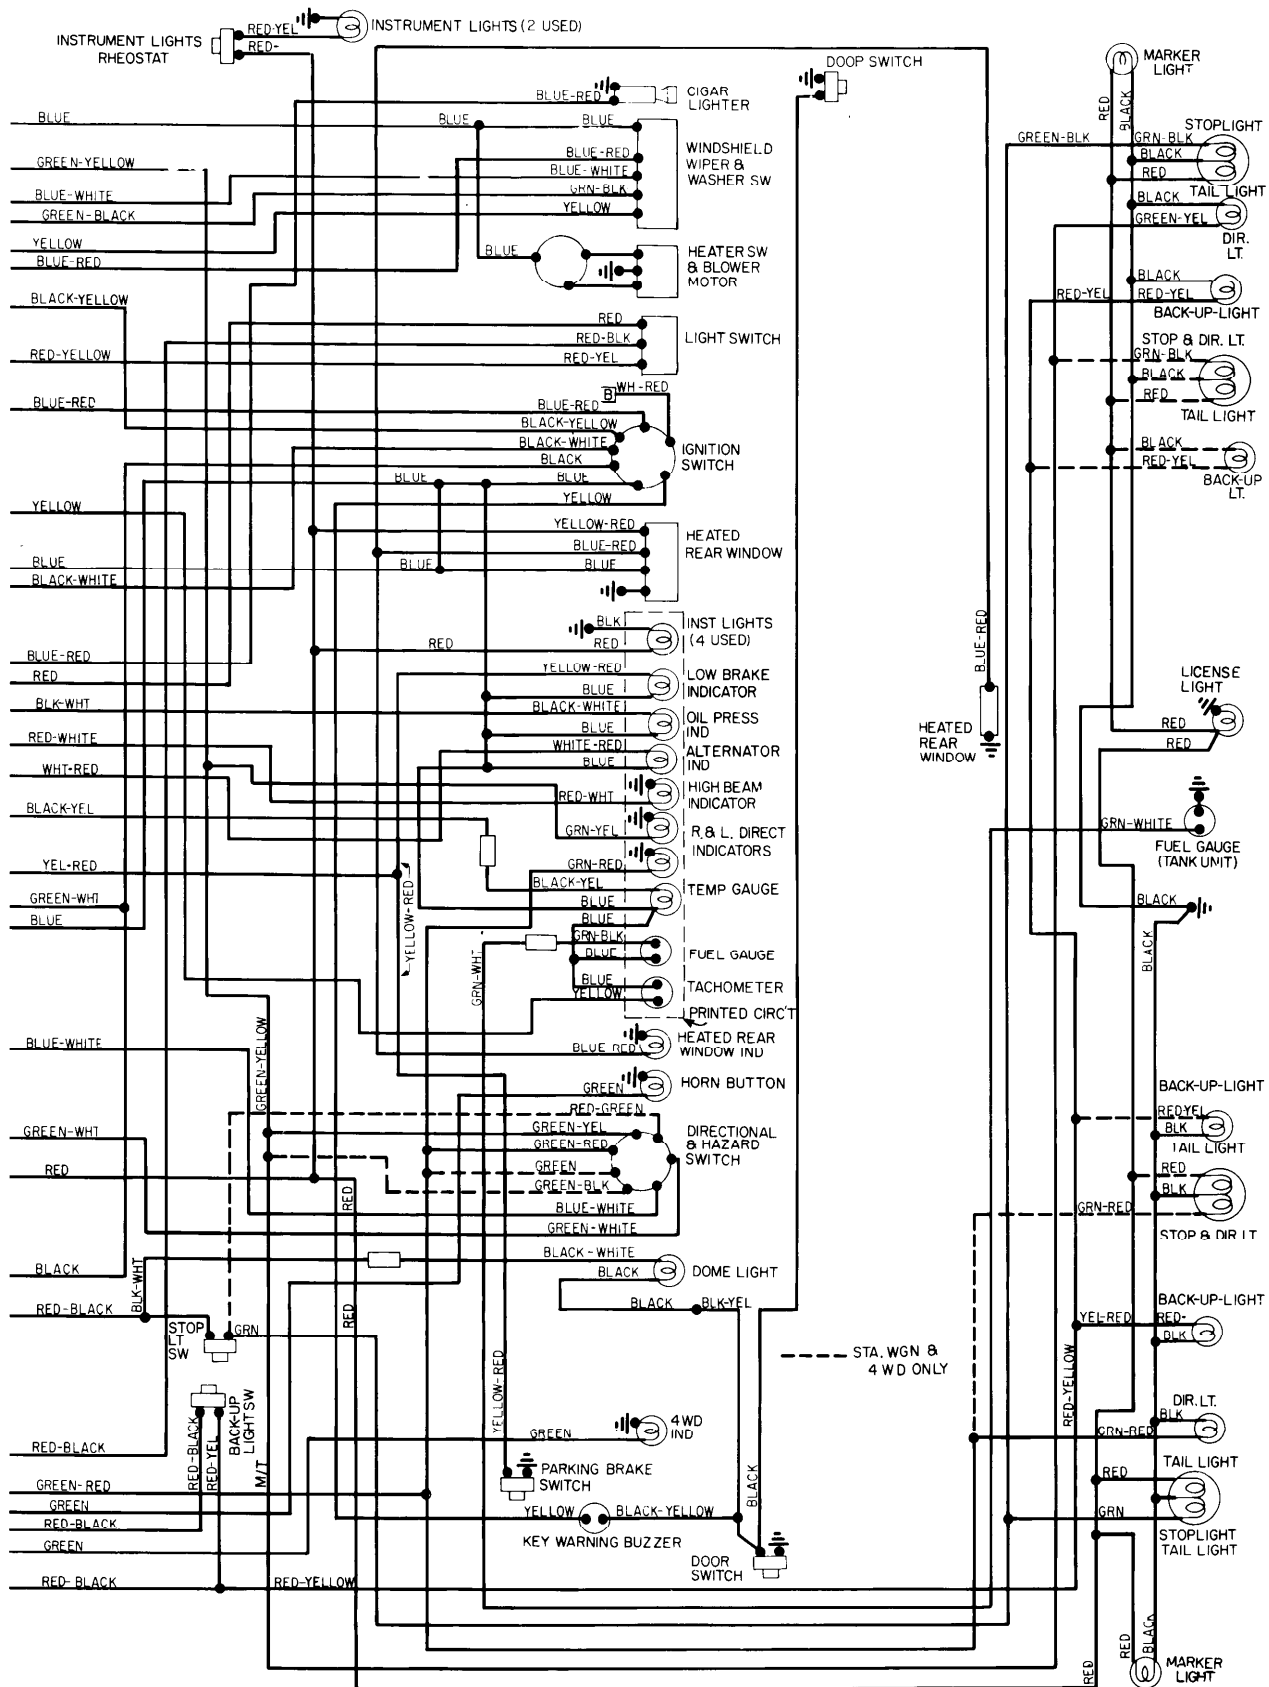 RED-YEL
INSTRUMENT LIGHTS (2 USED)
INSTRUMENT LIGHTS
RHEOSTAT
RED-
DOOP SWITCH
MARKER
LIGHT
BLUE-RED
CIGAR
LIGHTER
RED
BLACK
BLUE
BLUE
BLUE
WINDSHIELD
WIPER &
WASHER SW
GREEN-BLK
GRN-BLK
STOPLIGHT
BLACK
RED
TAIL LIGHT
GREEN-YELLOW
BLUE-RED
BLUE-WHITE
BLUE-WHITE
GRN-BLK
GREEN-BLACK
YELLOW
BLACK
GREEN-YEL
DIR.
LT.
YELLOW
BLUE-RED
BLUE
HEATER SW
& BLOWER
MOTOR
BLACK
RED-YEL
RED-YEL
BACK-UP-LIGHT
BLACK-YELLOW
RED
RED-BLK
RED-YEL
LIGHT SWITCH
RED-YELLOW
STOP & DIR. LT.
GRN-BLK
BLACK
RED
TAIL LIGHT
B
WH-RED
BLUE-RED
BLUE-RED
BLACK-YELLOW
BLACK-WHITE
BLACK
IGNITION
SWITCH
BLUE
BLUE
YELLOW
BLACK
RED-YEL
BACK-UP
LT.
YELLOW
YELLOW-RED
BLUE-RED
BLUE
BLUE
HEATED
REAR WINDOW
BLUE
BLACK-WHITE
BLK
RED
RED
INST LIGHTS
(4 USED)
BLUE-RED
BLUE-RED
RED
YELLOW-RED
BLUE
LOW BRAKE
INDICATOR
BLK-WHT
BLACK-WHITE
BLUE
OIL PRESS
IND
LICENSE
LIGHT
RED
RED
HEATED
REAR
WINDOW
RED-WHITE
WHITE-RED
BLUE
ALTERNATOR
IND
WHT-RED
RED-WHT
HIGH BEAM
INDICATOR
BLACK-YEL
GRN-YEL
R. & L. DIRECT
INDICATORS
GRN-RED
GRN-WHITE
FUEL GAUGE
(TANK UNIT)
YEL-RED
YELLOW-RED
BLACK-YEL
BLUE
TEMP GAUGE
GREEN-WHT
BLUE
BLUE
GRN-BLK
BLUE
FUEL GAUGE
BLACK
BLACK
GRN-WHT
BLUE
YELLOW
TACHOMETER
PRINTED CIRC'T
BLUE-WHITE
GREEN-YELLOW
BLUE RED
HEATED REAR
WINDOW IND
GREEN
HORN BUTTON
RED-GREEN
GREEN-YEL
GREEN-RED
GREEN
GREEN-BLK
BLUE-WHITE
GREEN-WHITE
DIRECTIONAL
& HAZARD
SWITCH
GREEN-WHT
RED
RED
BACK-UP-LIGHT
RED YEL
BLK
TAIL LIGHT
RED
BLK
GRN-RED
STOP & DIR LT
BLACK
BLK-WHT
BLACK-WHITE
BLACK
DOME LIGHT
BLACK
BLK-YEL
RED-BLACK
RED
STOP
LT
SW
GRN
STA. WGN &
4 WD ONLY
BACK-UP-LIGHT
YEL-RED
RED-
BLK
RED-BLACK
RED-BLACK
RED-YEL
BACK-UP
LIGHT SW
M/T
YELLOW-RED
GREEN
4WD
IND
RED-YELLOW
DIR. LT.
BLK
GRN-RED
PARKING BRAKE
SWITCH
BLACK
TAIL LIGHT
RED
GRN
STOPLIGHT
TAIL LIGHT
GREEN-RED
GREEN
RED-BLACK
GREEN
YELLOW
BLACK-YELLOW
KEY WARNING BUZZER
DOOR
SWITCH
RED-BLACK
RED-YELLOW
RED
RED
BLACK
MARKER
LIGHT